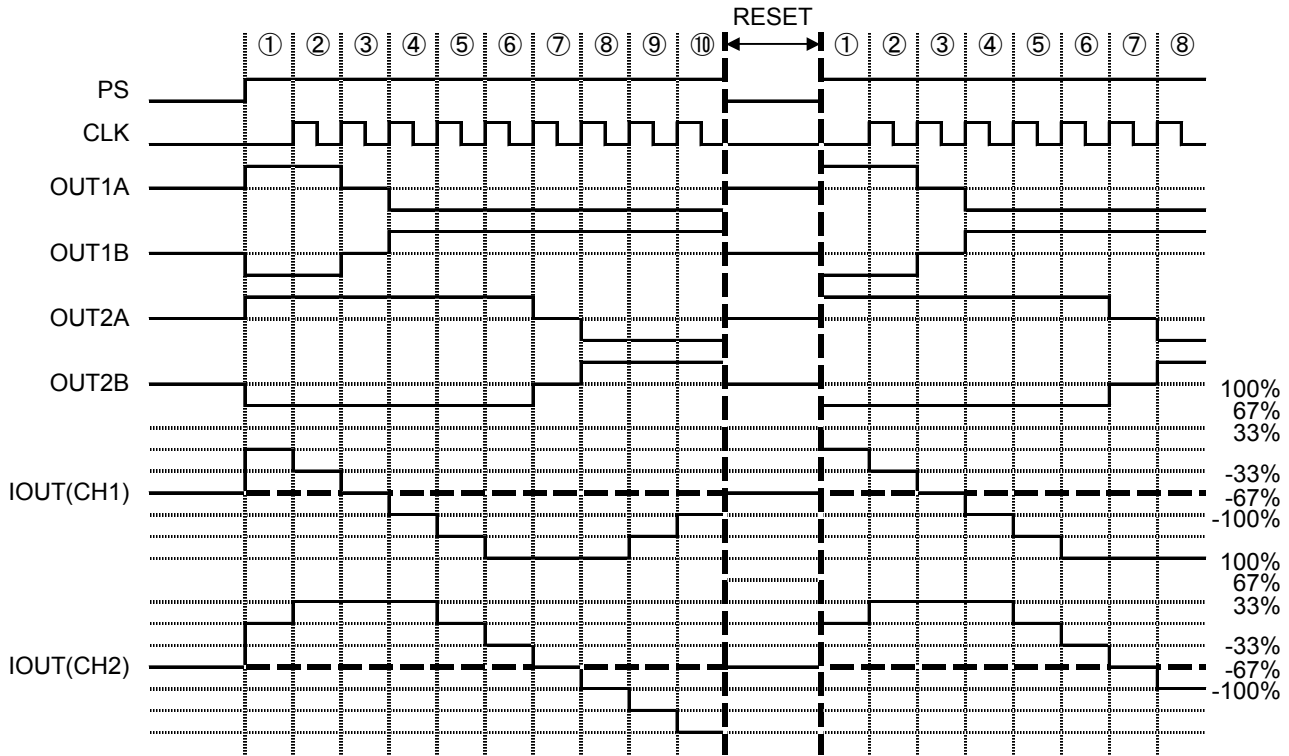 RESET
① ② ③ ④ ⑤ ⑥ ⑦ ⑧ ⑨ ⑩ ① ② ③ ④ ⑤ ⑥ ⑦ ⑧
PS
CLK
OUT1A
OUT1B
OUT2A
OUT2B
100%
67%
33%
-33%
IOUT(CH1)
-67%
-100%
100%
67%
33%
-33%
IOUT(CH2)
-67%
-100%